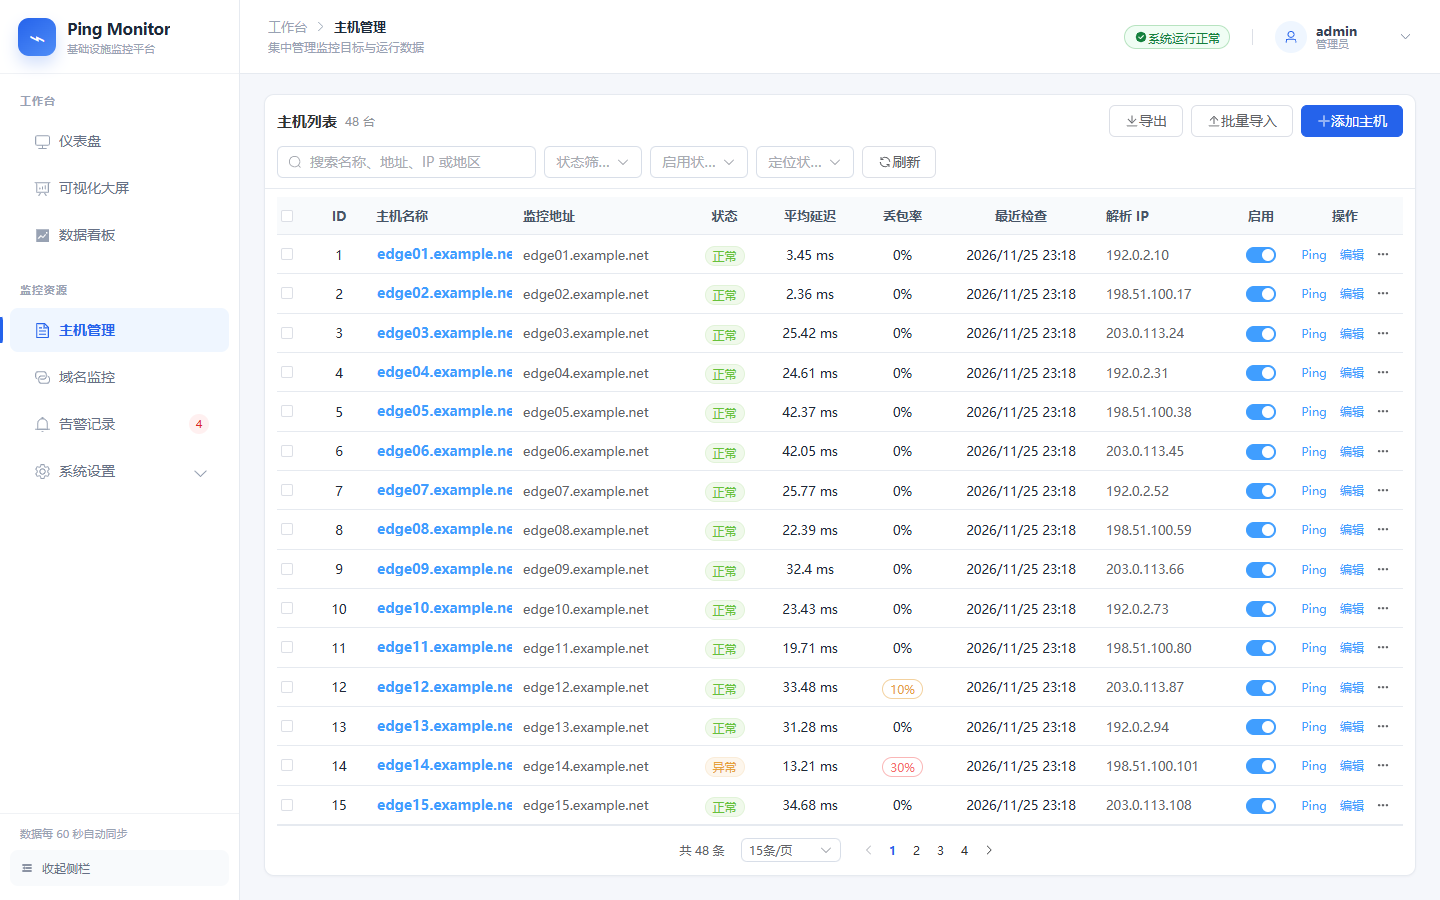 Ping Monitor
基础设施监控平台
工作台
仪表盘
可视化大屏
数据看板
监控资源
主机管理
域名监控
告警记录 4
系统设置
数据每 60 秒自动同步
收起侧栏
工作台 > 主机管理
集中管理监控目标与运行数据
系统运行正常
admin
管理员
主机列表 48 台
导出 批量导入 添加主机
搜索名称、地址、IP 或地区 状态筛... 启用状... 定位状... 刷新
ID 主机名称 监控地址 状态 平均延迟 丢包率 最近检查 解析 IP 启用 操作
1 edge01.example.ne edge01.example.net 正常 3.45 ms 0% 2026/11/25 23:18 192.0.2.10 Ping 编辑 ···
2 edge02.example.ne edge02.example.net 正常 2.36 ms 0% 2026/11/25 23:18 198.51.100.17 Ping 编辑 ···
3 edge03.example.ne edge03.example.net 正常 25.42 ms 0% 2026/11/25 23:18 203.0.113.24 Ping 编辑 ···
4 edge04.example.ne edge04.example.net 正常 24.61 ms 0% 2026/11/25 23:18 192.0.2.31 Ping 编辑 ···
5 edge05.example.ne edge05.example.net 正常 42.37 ms 0% 2026/11/25 23:18 198.51.100.38 Ping 编辑 ···
6 edge06.example.ne edge06.example.net 正常 42.05 ms 0% 2026/11/25 23:18 203.0.113.45 Ping 编辑 ···
7 edge07.example.ne edge07.example.net 正常 25.77 ms 0% 2026/11/25 23:18 192.0.2.52 Ping 编辑 ···
8 edge08.example.ne edge08.example.net 正常 22.39 ms 0% 2026/11/25 23:18 198.51.100.59 Ping 编辑 ···
9 edge09.example.ne edge09.example.net 正常 32.4 ms 0% 2026/11/25 23:18 203.0.113.66 Ping 编辑 ···
10 edge10.example.ne edge10.example.net 正常 23.43 ms 0% 2026/11/25 23:18 192.0.2.73 Ping 编辑 ···
11 edge11.example.ne edge11.example.net 正常 19.71 ms 0% 2026/11/25 23:18 198.51.100.80 Ping 编辑 ···
12 edge12.example.ne edge12.example.net 正常 33.48 ms 10% 2026/11/25 23:18 203.0.113.87 Ping 编辑 ···
13 edge13.example.ne edge13.example.net 正常 31.28 ms 0% 2026/11/25 23:18 192.0.2.94 Ping 编辑 ···
14 edge14.example.ne edge14.example.net 异常 13.21 ms 30% 2026/11/25 23:18 198.51.100.101 Ping 编辑 ···
15 edge15.example.ne edge15.example.net 正常 34.68 ms 0% 2026/11/25 23:18 203.0.113.108 Ping 编辑 ···
共 48 条 15条/页 < 1 2 3 4 >